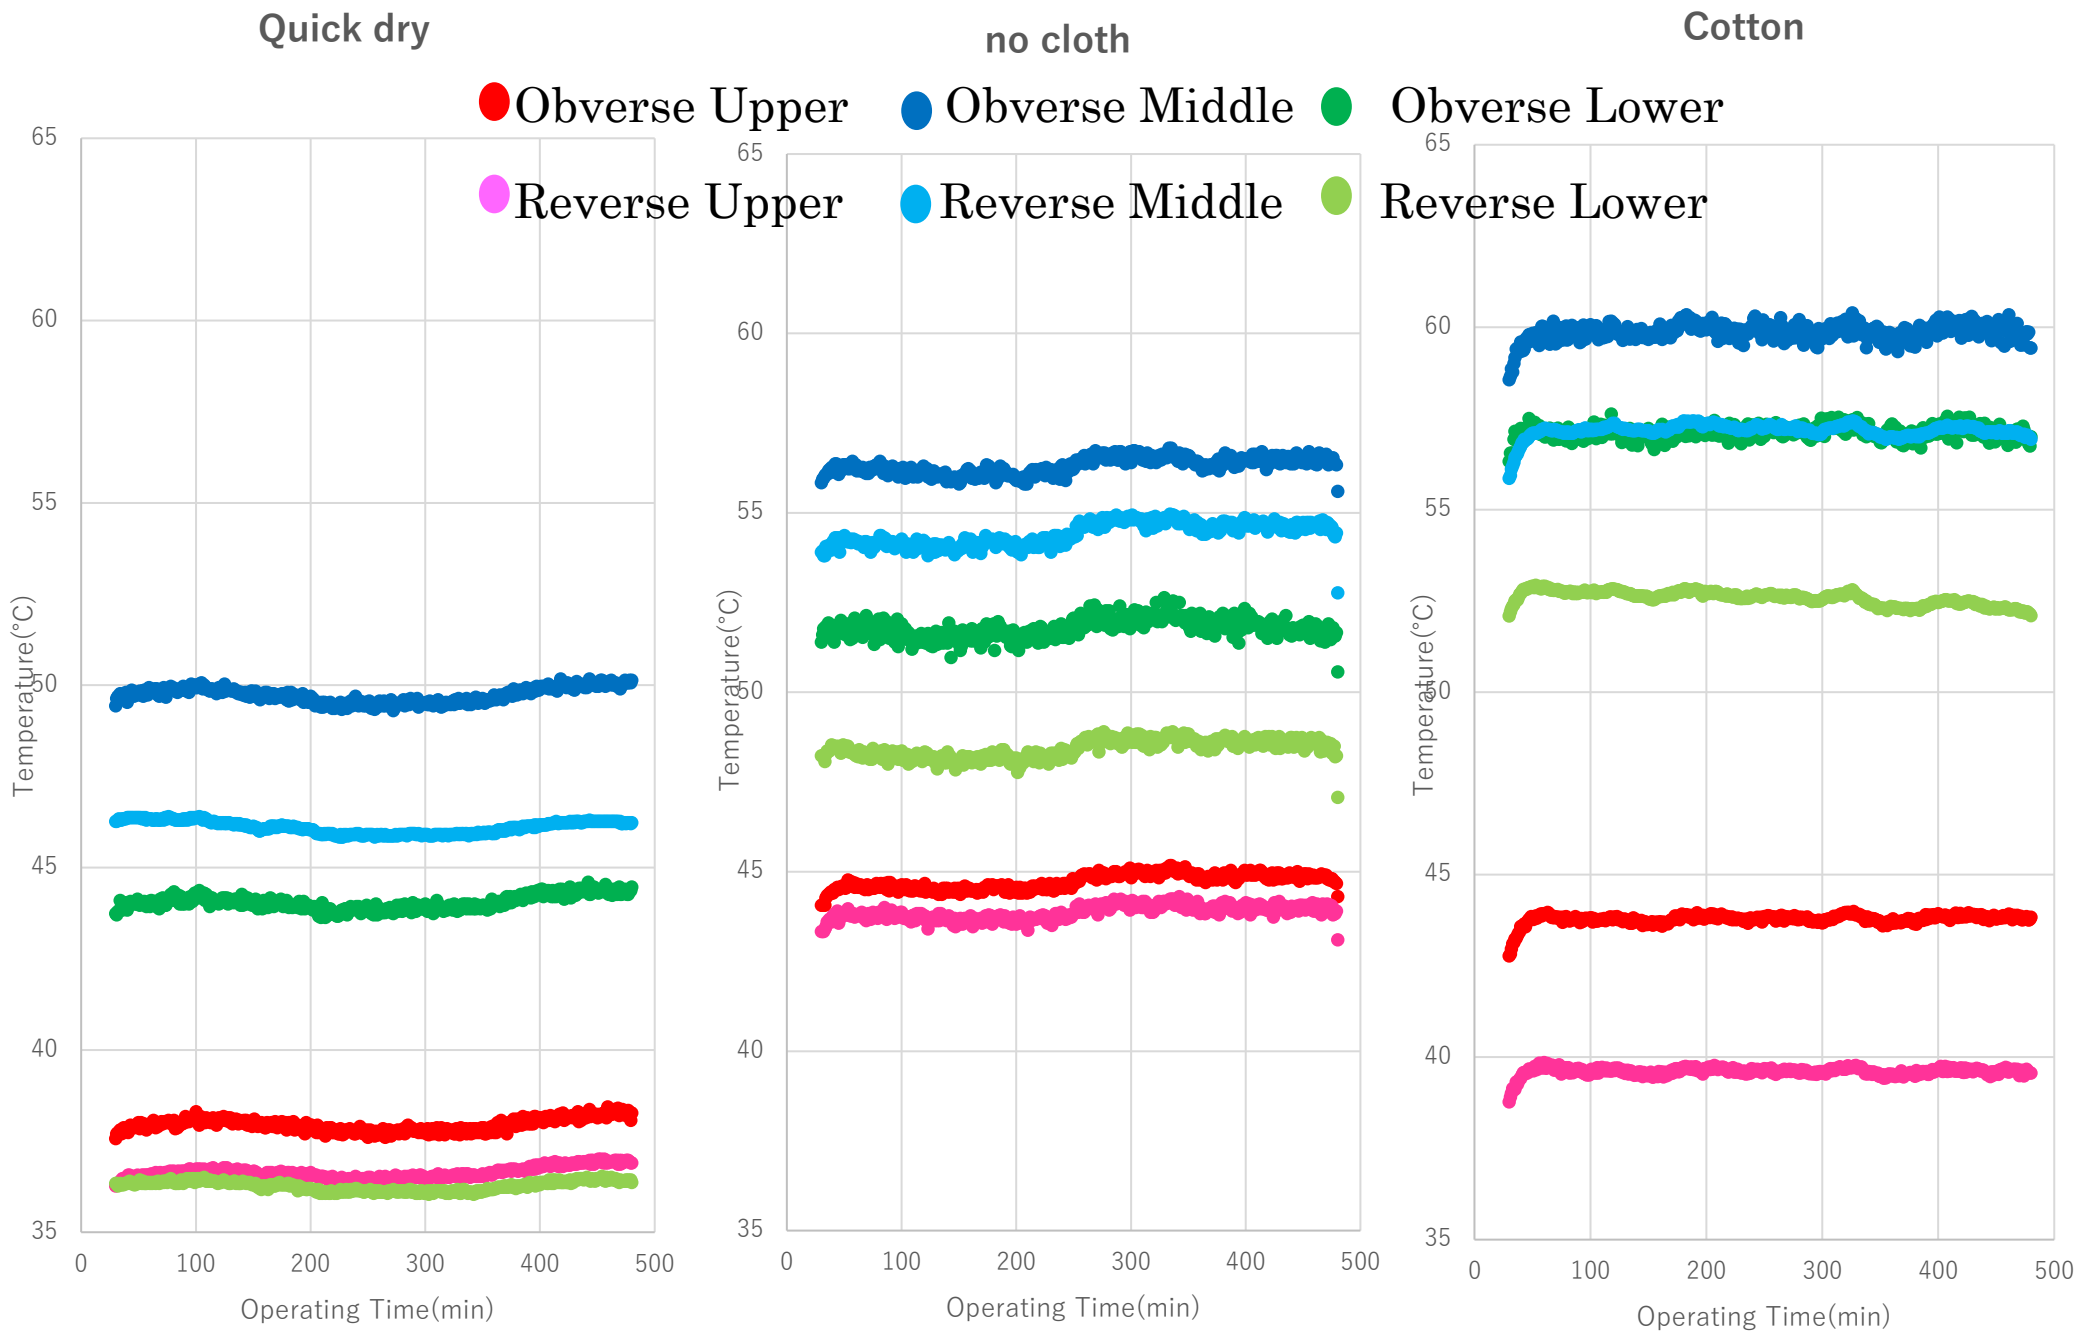 Quick dry
no cloth
Cotton
Obverse Upper
Obverse Middle
Obverse Lower
Reverse Upper
Reverse Middle
Reverse Lower
65
60
55
50
45
40
35
0
100
200
300
400
500
Temperature(°C)
Operating Time(min)
65
60
55
50
45
40
35
0
100
200
300
400
500
Temperature(°C)
Operating Time(min)
65
60
55
50
45
40
35
0
100
200
300
400
500
Temperature(°C)
Operating Time(min)